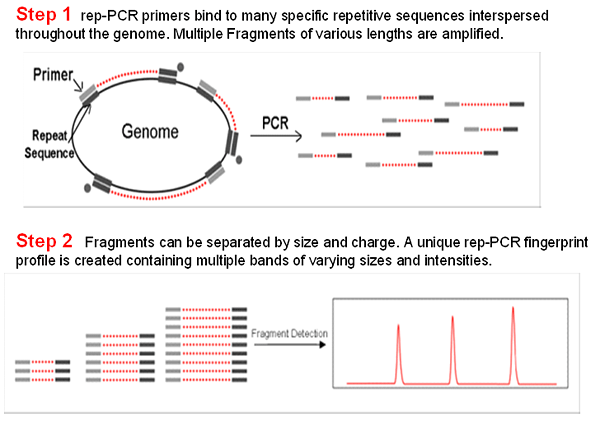 Step 1 rep-PCR primers bind to many specific repetitive sequences interspersed
throughout the genome. Multiple Fragments of various lengths are amplified.
Primer
Genome
Repeat
Sequence
PCR
Step 2 Fragments can be separated by size and charge. A unique rep-PCR fingerprint
profile is created containing multiple bands of varying sizes and intensities.
Fragment Detection